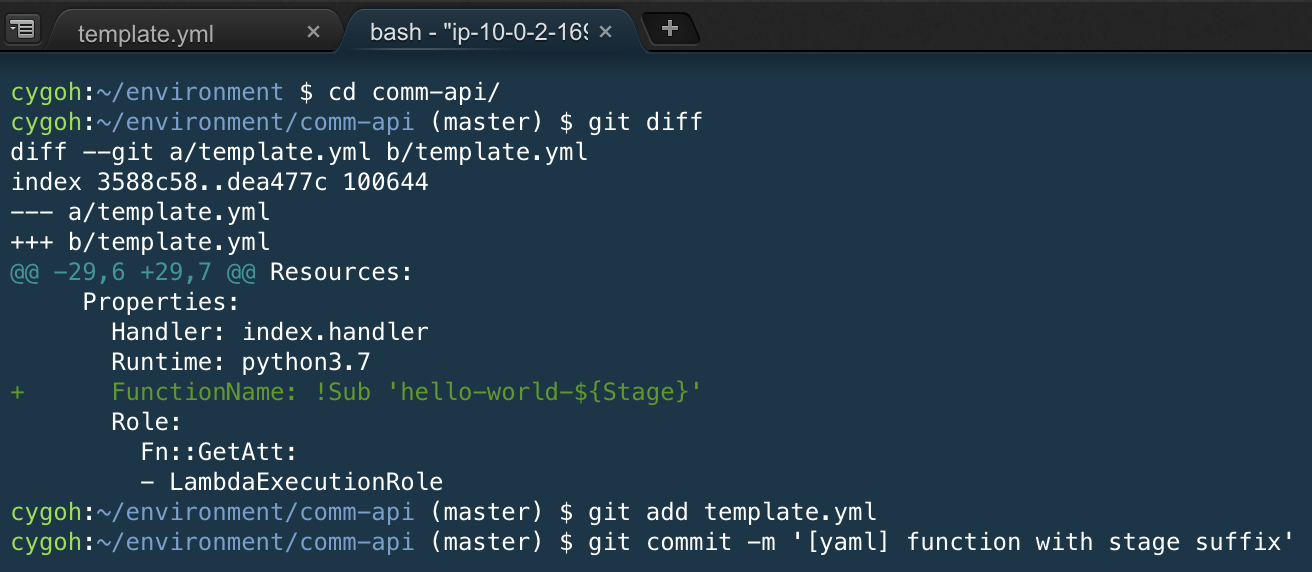 template.yml
bash - "ip-10-0-2-169
cygoh:~/environment $ cd comm-api/
cygoh:~/environment/comm-api (master) $ git diff
diff --git a/template.yml b/template.yml
index 3588c58..dea477c 100644
--- a/template.yml
+++ b/template.yml
@@ -29,6 +29,7 @@ Resources:
     Properties:
       Handler: index.handler
       Runtime: python3.7
+      FunctionName: !Sub 'hello-world-${Stage}'
       Role:
         Fn::GetAtt:
         - LambdaExecutionRole
cygoh:~/environment/comm-api (master) $ git add template.yml
cygoh:~/environment/comm-api (master) $ git commit -m '[yaml] function with stage suffix'